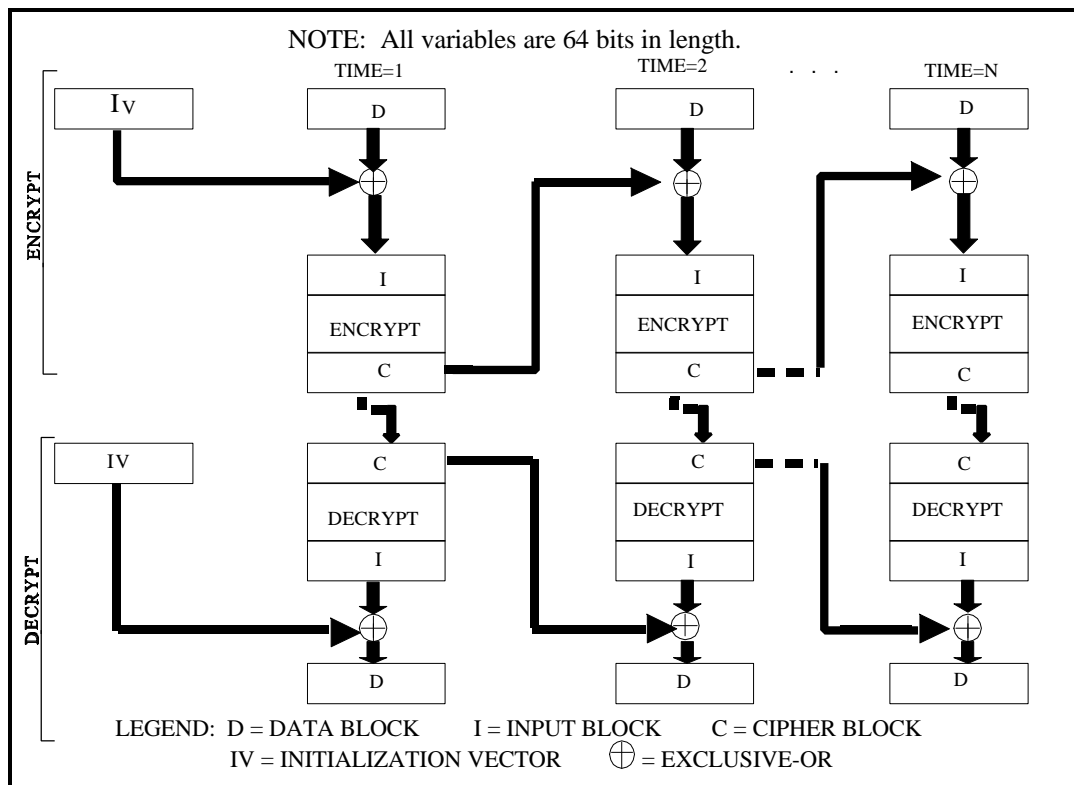 NOTE: All variables are 64 bits in length.
TIME=1 TIME=2 . . . TIME=N
IV D D D
ENCRYPT
I I I
ENCRYPT ENCRYPT ENCRYPT
C C C
IV C C C
DECRYPT DECRYPT DECRYPT
I I I
DECRYPT
D D D
LEGEND: D = DATA BLOCK I = INPUT BLOCK C = CIPHER BLOCK
IV = INITIALIZATION VECTOR ⊕ = EXCLUSIVE-OR